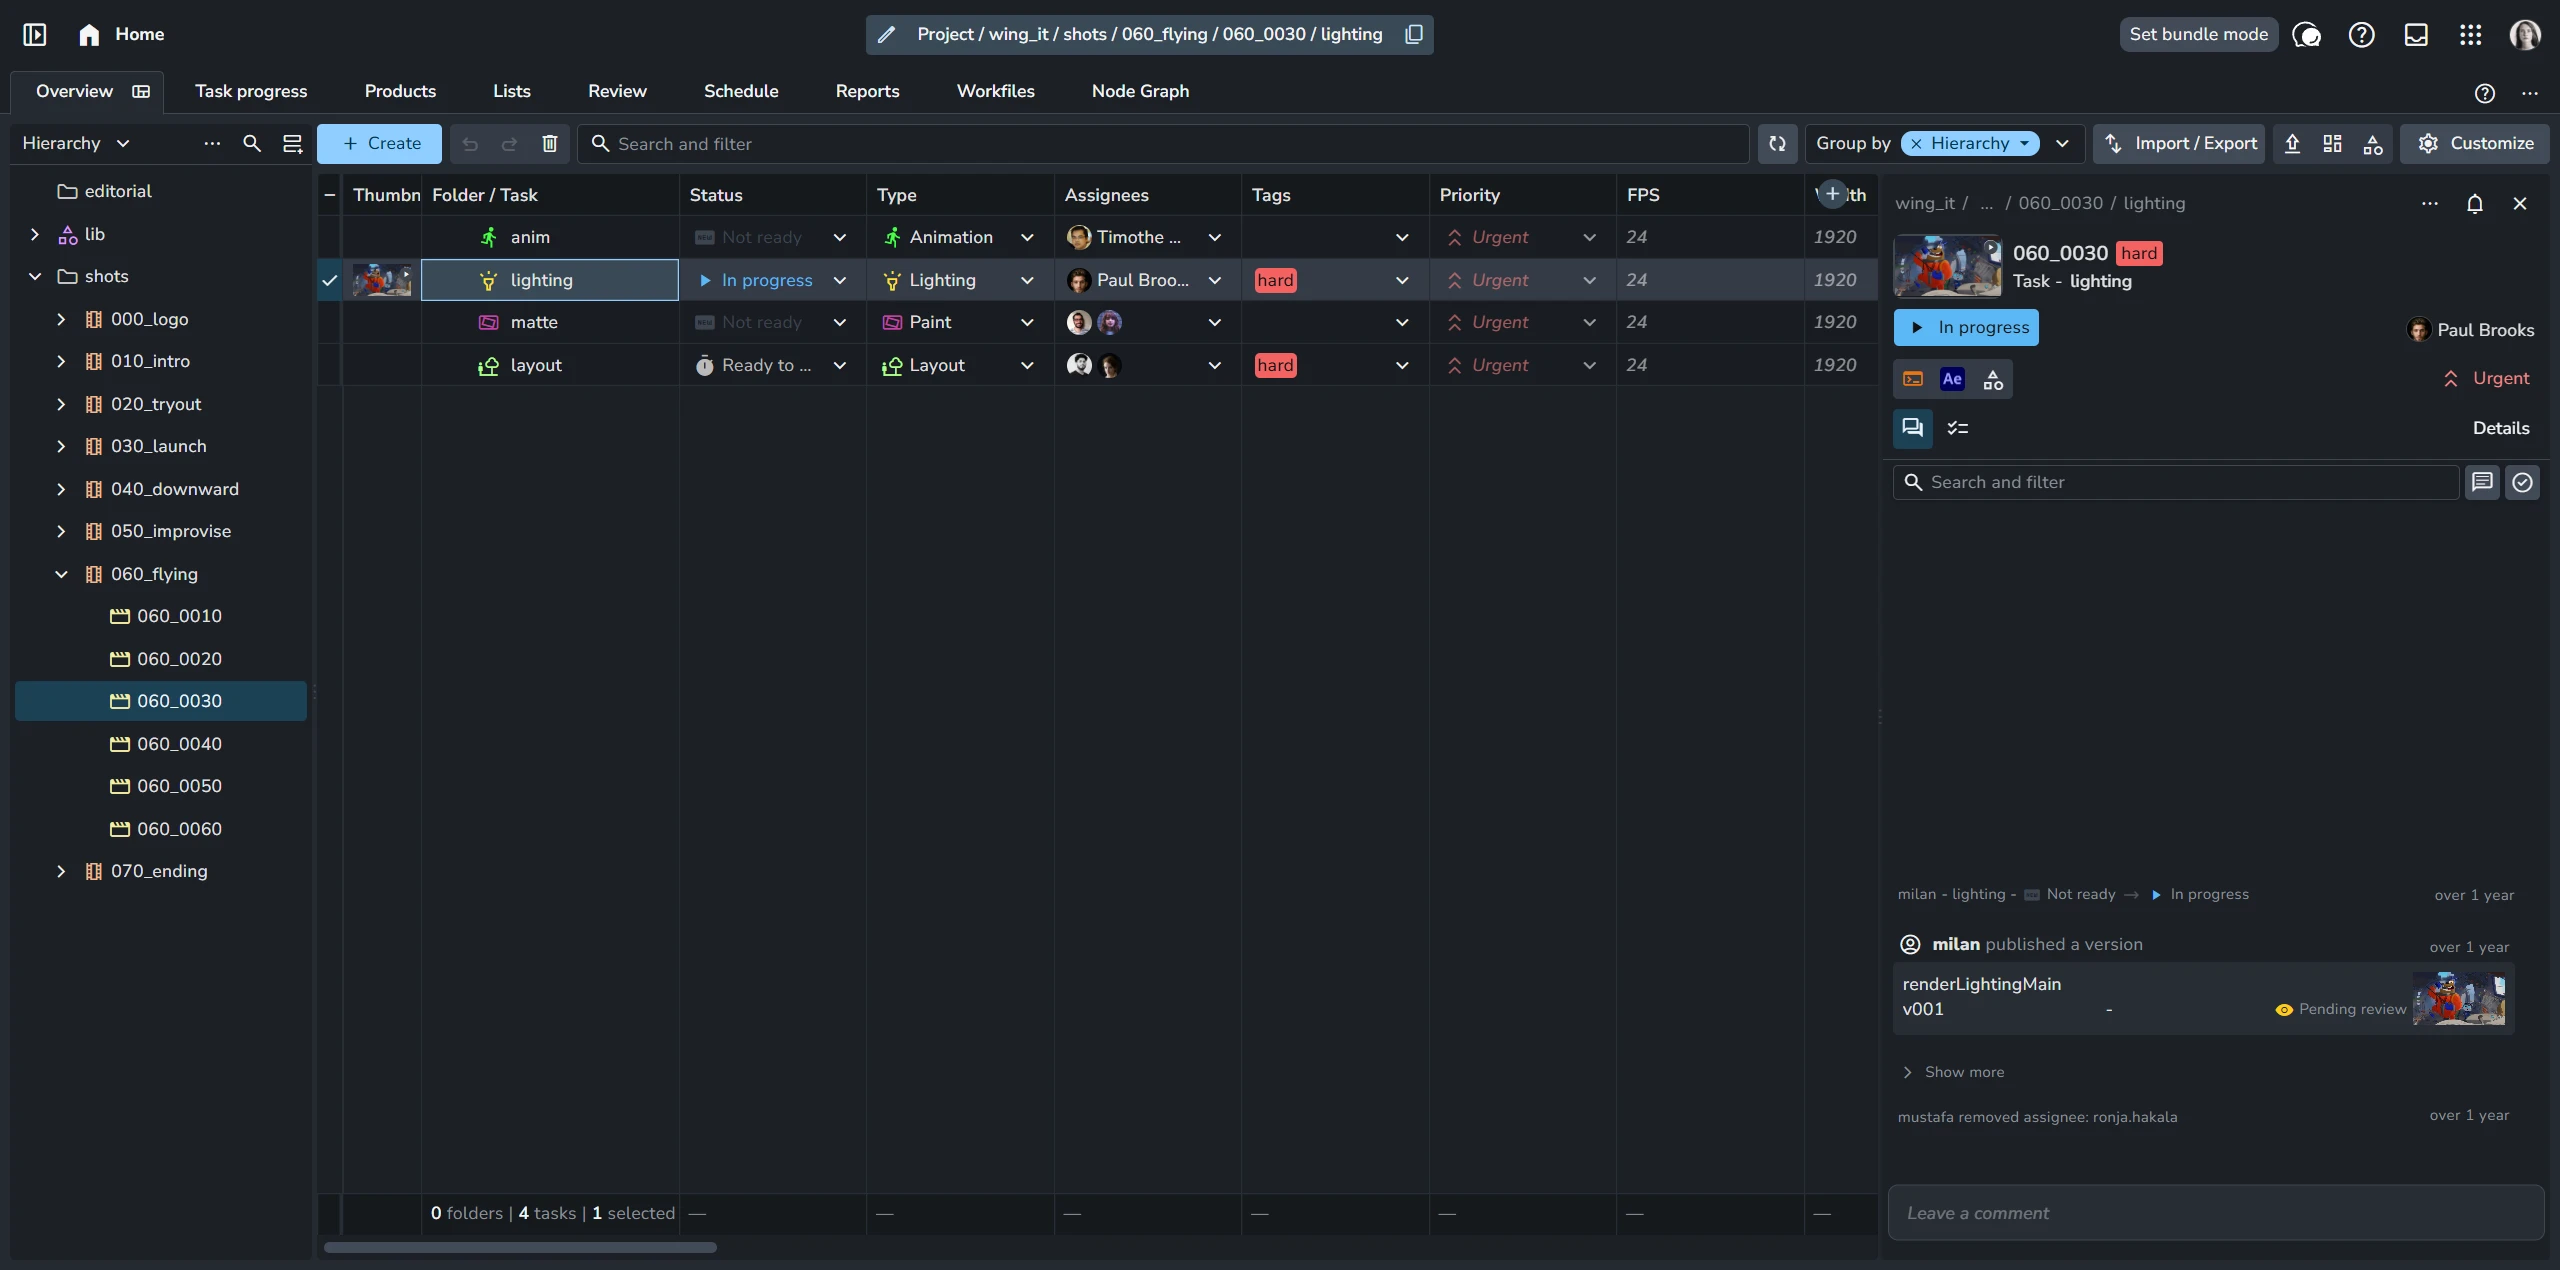 Home
Project / wing_it / shots / 060_flying / 060_0030 / lighting
Set bundle mode
Overview
Task progress
Products
Lists
Review
Schedule
Reports
Workfiles
Node Graph
Hierarchy
Create
Search and filter
Group by
Hierarchy
Import / Export
Customize
editorial
lib
shots
000_logo
010_intro
020_tryout
030_launch
040_downward
050_improvise
060_flying
060_0010
060_0020
060_0030
060_0040
060_0050
060_0060
070_ending
Thumbn Folder / Task Status Type Assignees Tags Priority FPS
anim Not ready Animation Timothe ... Urgent 24 1920
lighting In progress Lighting Paul Broo... hard Urgent 24 1920
matte Not ready Paint Urgent 24 1920
layout Ready to ... Layout hard Urgent 24 1920
0 folders | 4 tasks | 1 selected — — — — — — —
wing_it / ... / 060_0030 / lighting
060_0030 hard
Task - lighting
In progress
Paul Brooks
Ae
Urgent
Details
Search and filter
milan - lighting - Not ready → In progress over 1 year
milan published a version over 1 year
renderLightingMain
v001 - Pending review
Show more
mustafa removed assignee: ronja.hakala over 1 year
Leave a comment